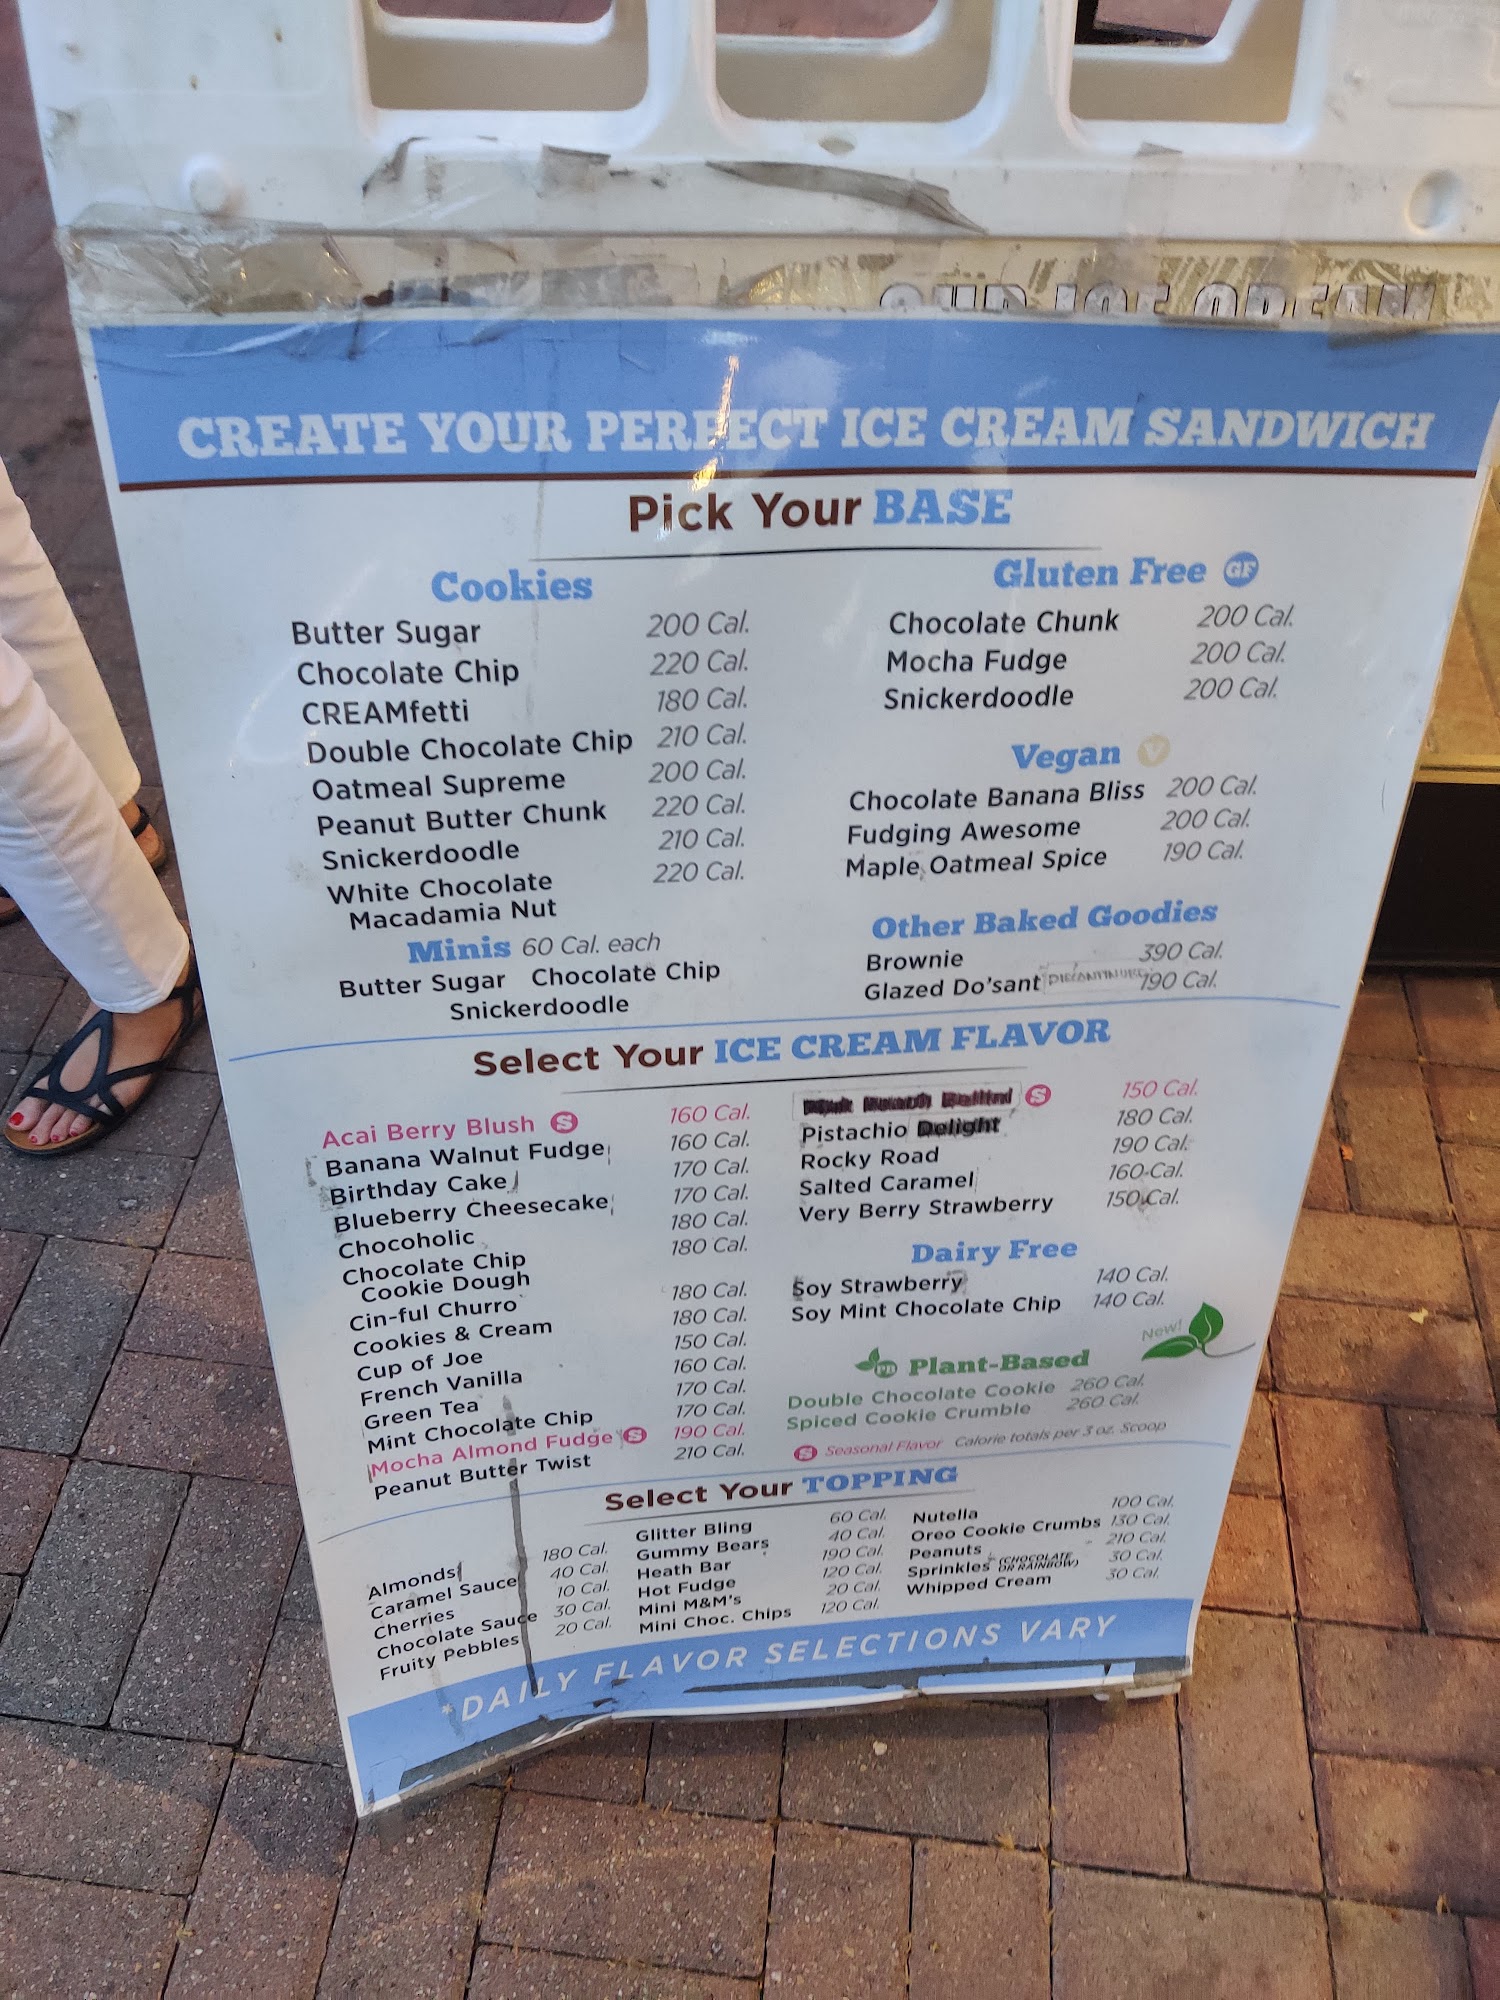 CREATE YOUR PERFECT ICE CREAM SANDWICH
Pick Your BASE
Cookies
Butter Sugar 200 Cal.
Chocolate Chip 220 Cal.
CREAMfetti 180 Cal.
Double Chocolate Chip 210 Cal.
Oatmeal Supreme 200 Cal.
Peanut Butter Chunk 220 Cal.
Snickerdoodle 210 Cal.
White Chocolate 220 Cal.
Macadamia Nut
Minis 60 Cal. each
Butter Sugar Chocolate Chip
Snickerdoodle
Gluten Free GF
Chocolate Chunk 200 Cal.
Mocha Fudge 200 Cal.
Snickerdoodle 200 Cal.
Vegan V
Chocolate Banana Bliss 200 Cal.
Fudging Awesome 200 Cal.
Maple Oatmeal Spice 190 Cal.
Other Baked Goodies
Brownie 390 Cal.
Glazed Do'sant DISCONTINUED 190 Cal.
Select Your ICE CREAM FLAVOR
Acai Berry Blush S 160 Cal.
Banana Walnut Fudge 160 Cal.
Birthday Cake 170 Cal.
Blueberry Cheesecake 170 Cal.
Chocoholic 180 Cal.
Chocolate Chip 180 Cal.
Cookie Dough
Cin-ful Churro 180 Cal.
Cookies & Cream 180 Cal.
Cup of Joe 150 Cal.
French Vanilla 160 Cal.
Green Tea 170 Cal.
Mint Chocolate Chip 170 Cal.
Mocha Almond Fudge S 190 Cal.
Peanut Butter Twist 210 Cal.
S 150 Cal.
Pistachio Delight 180 Cal.
Rocky Road 190 Cal.
Salted Caramel 160 Cal.
Very Berry Strawberry 150 Cal.
Dairy Free
Soy Strawberry 140 Cal.
Soy Mint Chocolate Chip 140 Cal.
New!
PB Plant-Based
Double Chocolate Cookie 260 Cal.
Spiced Cookie Crumble 260 Cal.
S Seasonal Flavor Calorie totals per 3 oz. Scoop
Select Your TOPPING
Almonds 180 Cal.
Caramel Sauce 40 Cal.
Cherries 10 Cal.
Chocolate Sauce 30 Cal.
Fruity Pebbles 20 Cal.
Glitter Bling 60 Cal.
Gummy Bears 40 Cal.
Heath Bar 190 Cal.
Hot Fudge 120 Cal.
Mini M&M's 20 Cal.
Mini Choc. Chips 120 Cal.
Nutella 100 Cal.
Oreo Cookie Crumbs 130 Cal.
Peanuts 210 Cal.
Sprinkles (CHOCOLATE OR RAINBOW) 30 Cal.
Whipped Cream 30 Cal.
*DAILY FLAVOR SELECTIONS VARY